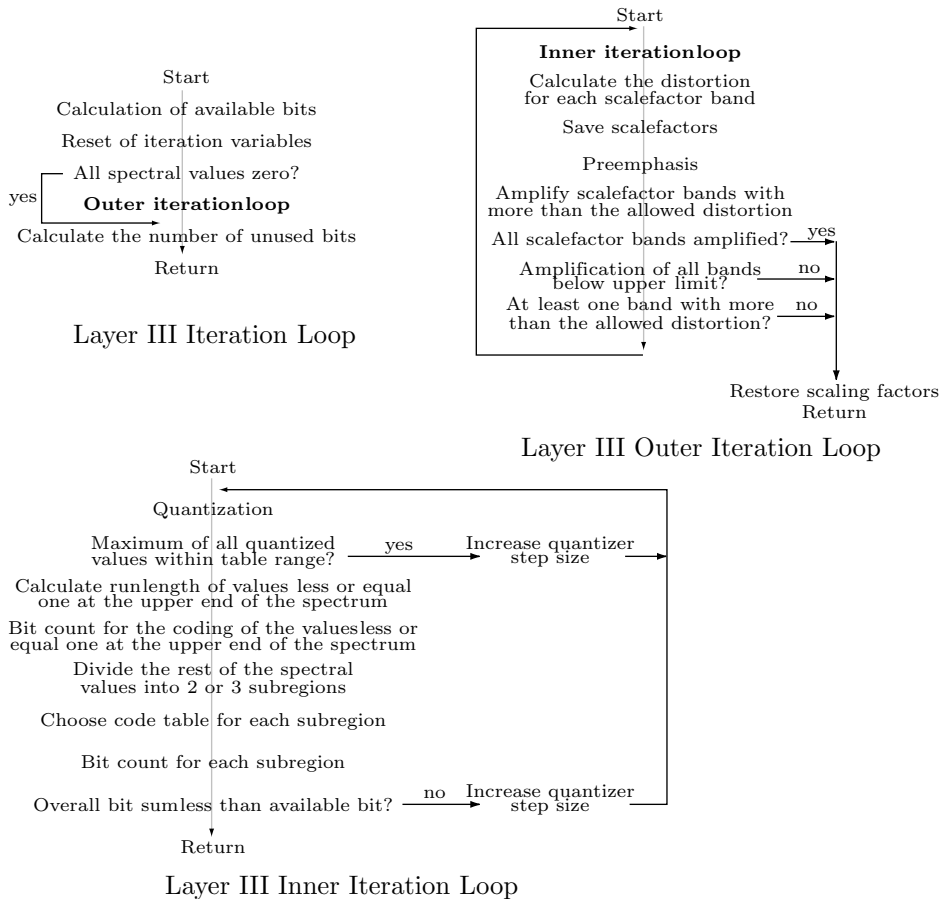 Start
Calculation of available bits
Reset of iteration variables
All spectral values zero?
yes
Outer iterationloop
Calculate the number of unused bits
Return
Layer III Iteration Loop
Start
Inner iterationloop
Calculate the distortion
for each scalefactor band
Save scalefactors
Preemphasis
Amplify scalefactor bands with
more than the allowed distortion
All scalefactor bands amplified?
yes
Amplification of all bands
below upper limit?
no
At least one band with more
than the allowed distortion?
no
Restore scaling factors
Return
Layer III Outer Iteration Loop
Start
Quantization
Maximum of all quantized
values within table range?
yes
Increase quantizer
step size
Calculate runlength of values less or equal
one at the upper end of the spectrum
Bit count for the coding of the valuesless or
equal one at the upper end of the spectrum
Divide the rest of the spectral
values into 2 or 3 subregions
Choose code table for each subregion
Bit count for each subregion
Overall bit sumless than available bit?
no
Increase quantizer
step size
Return
Layer III Inner Iteration Loop